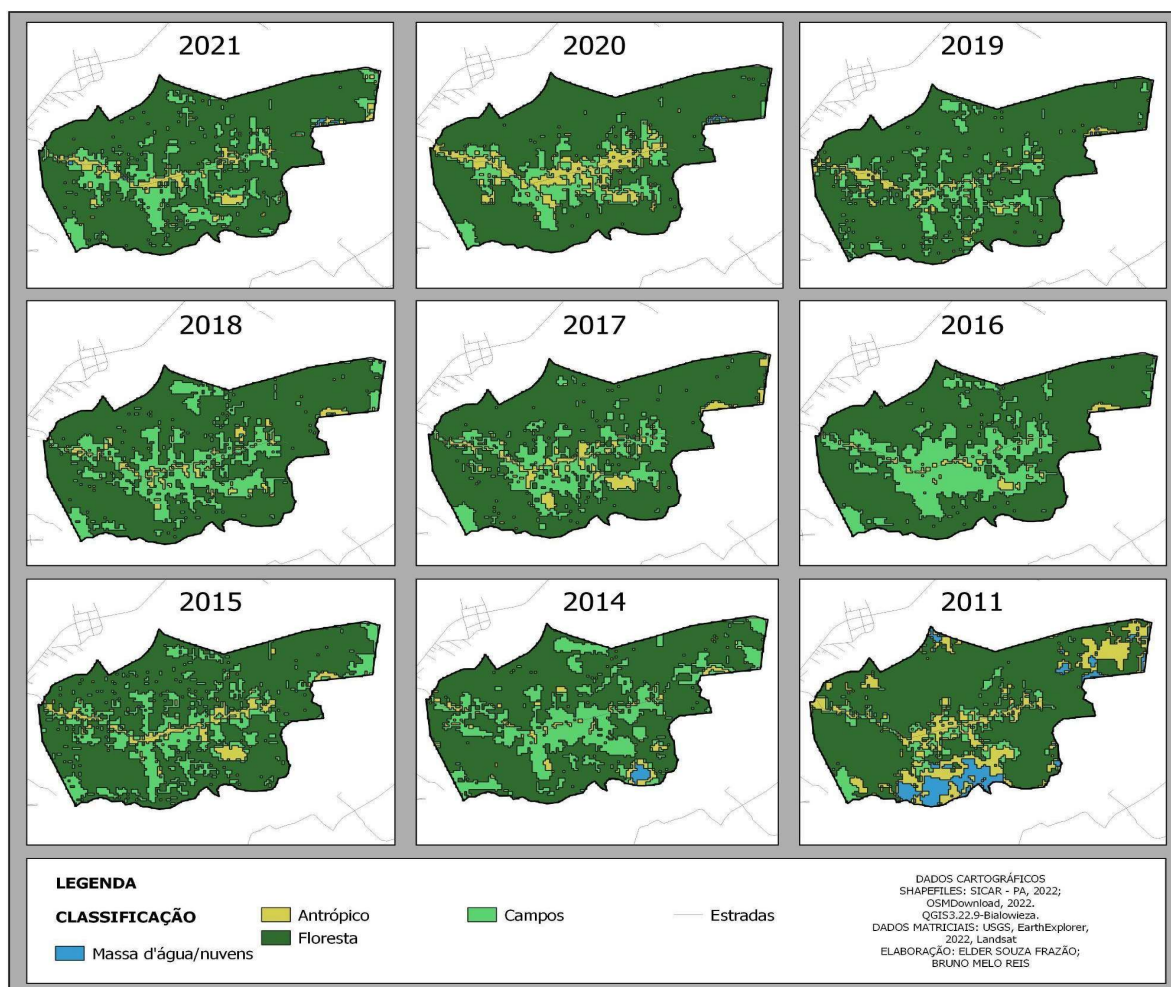 2021
2020
2019
2018
2017
2016
2015
2014
2011
LEGENDA
CLASSIFICAÇÃO
Massa d'água/nuvens
Antrópico
Floresta
Campos
Estradas
DADOS CARTOGRÁFICOS
SHAPEFILES: SICAR - PA, 2022;
OSMDownload, 2022.
QGIS3.22.9-Bialowieza.
DADOS MATRICIAIS: USGS, EarthExplorer,
2022, Landsat
ELABORAÇÃO: ELDER SOUZA FRAZÃO;
BRUNO MELO REIS